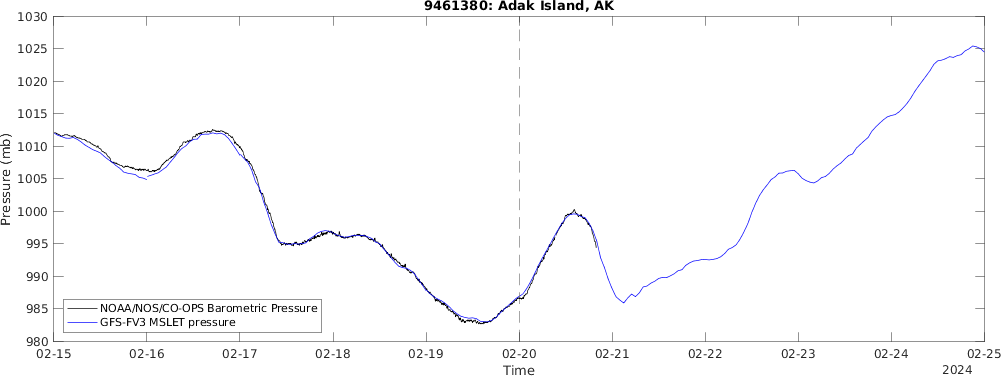 9461380: Adak Island, AK
Pressure (mb)
1030
1025
1020
1015
1010
1005
1000
995
990
985
980
NOAA/NOS/CO-OPS Barometric Pressure
GFS-FV3 MSLET pressure
02-15 02-16 02-17 02-18 02-19 02-20 02-21 02-22 02-23 02-24 02-25
Time
2024